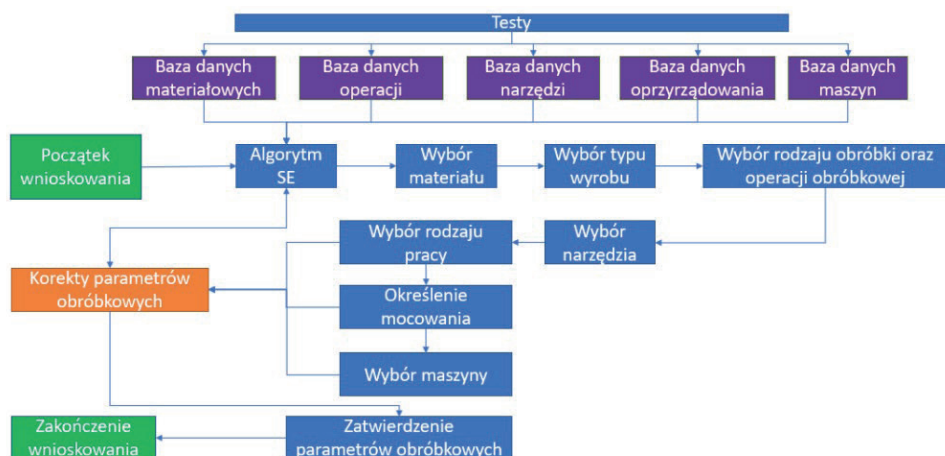 Testy
Baza danych
materiałowych
Baza danych
operacji
Baza danych
narzędzi
Baza danych
oprzyrządowania
Baza danych
maszyn
Początek
wnioskowania
Algorytm
SE
Wybór
materiału
Wybór typu
wyrobu
Wybór rodzaju obróbki oraz
operacji obróbkowej
Wybór rodzaju
pracy
Wybór
narzędzia
Korekty parametrów
obróbkowych
Określenie
mocowania
Wybór maszyny
Zakończenie
wnioskowania
Zatwierdzenie
parametrów obróbkowych